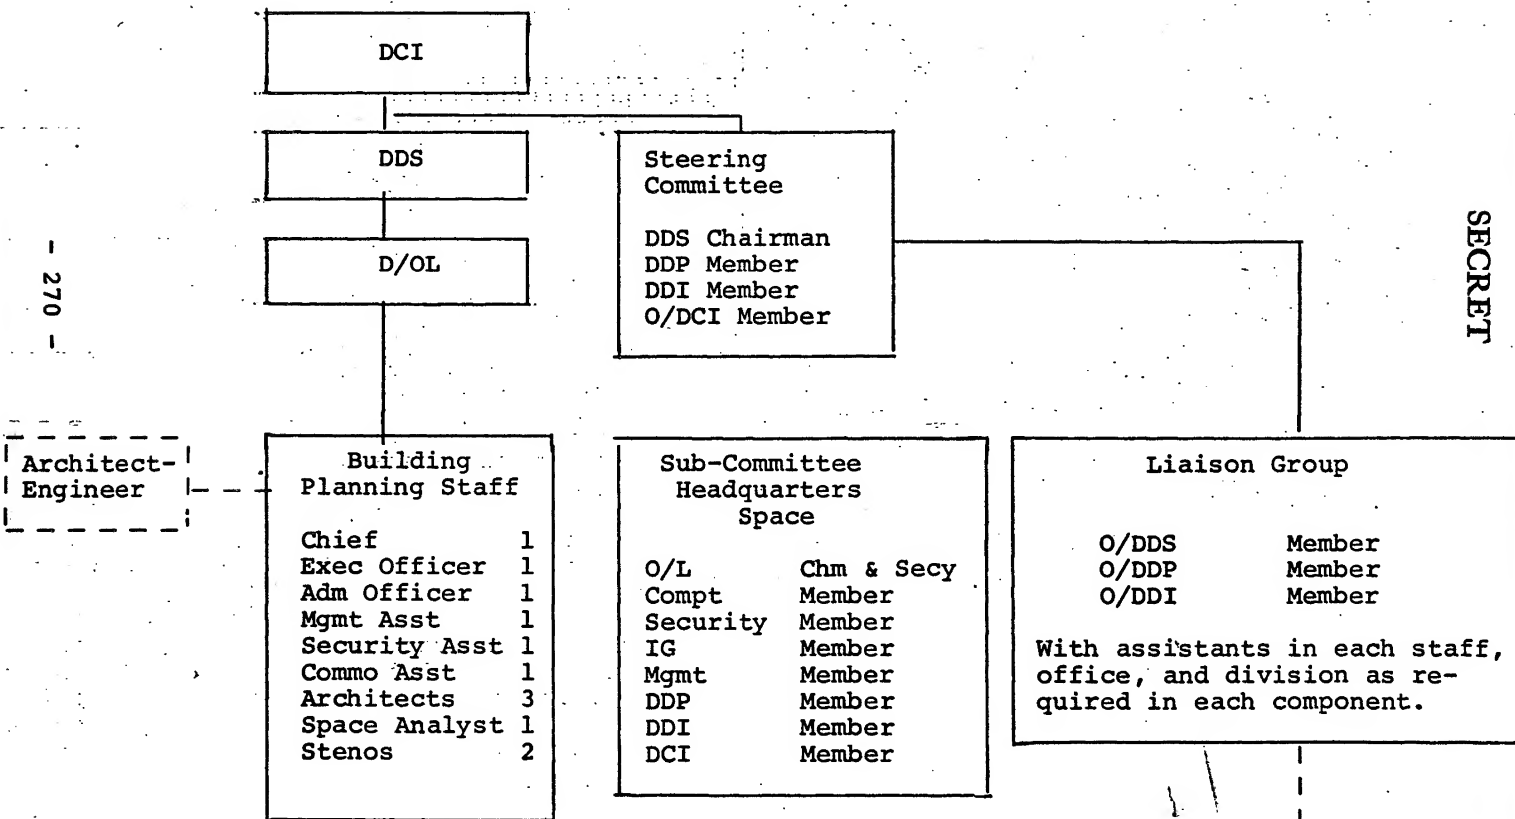 DCI
DDS
D/OL
Steering
Committee
DDS Chairman
DDP Member
DDI Member
O/DCI Member
- 270 -
SECRET
Architect-
Engineer
Building
Planning Staff
Chief 1
Exec Officer 1
Adm Officer 1
Mgmt Asst 1
Security Asst 1
Commo Asst 1
Architects 3
Space Analyst 1
Stenos 2
Sub-Committee
Headquarters
Space
O/L Chm & Secy
Compt Member
Security Member
IG Member
Mgmt Member
DDP Member
DDI Member
DCI Member
Liaison Group
O/DDS Member
O/DDP Member
O/DDI Member
With assistants in each staff,
office, and division as re-
quired in each component.